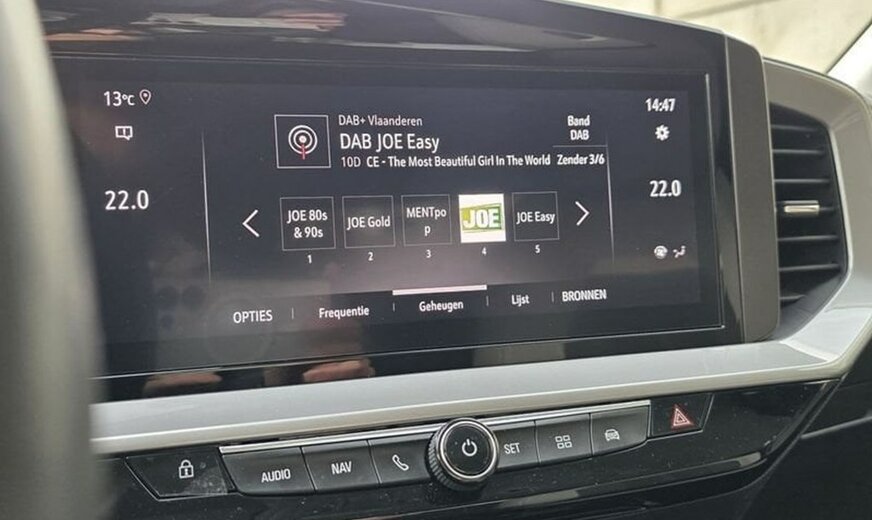 13°C
14:47
DAB+ Vlaanderen
DAB JOE Easy
Band
DAB
10D CE - The Most Beautiful Girl In The World Zender 3/6
22.0
22.0
JOE 80s
& 90s
JOE Gold
MENTpo
p
JOE
JOE Easy
1
2
3
4
5
OPTIES
Frequentie
Geheugen
Lijst
BRONNEN
AUDIO
NAV
SET